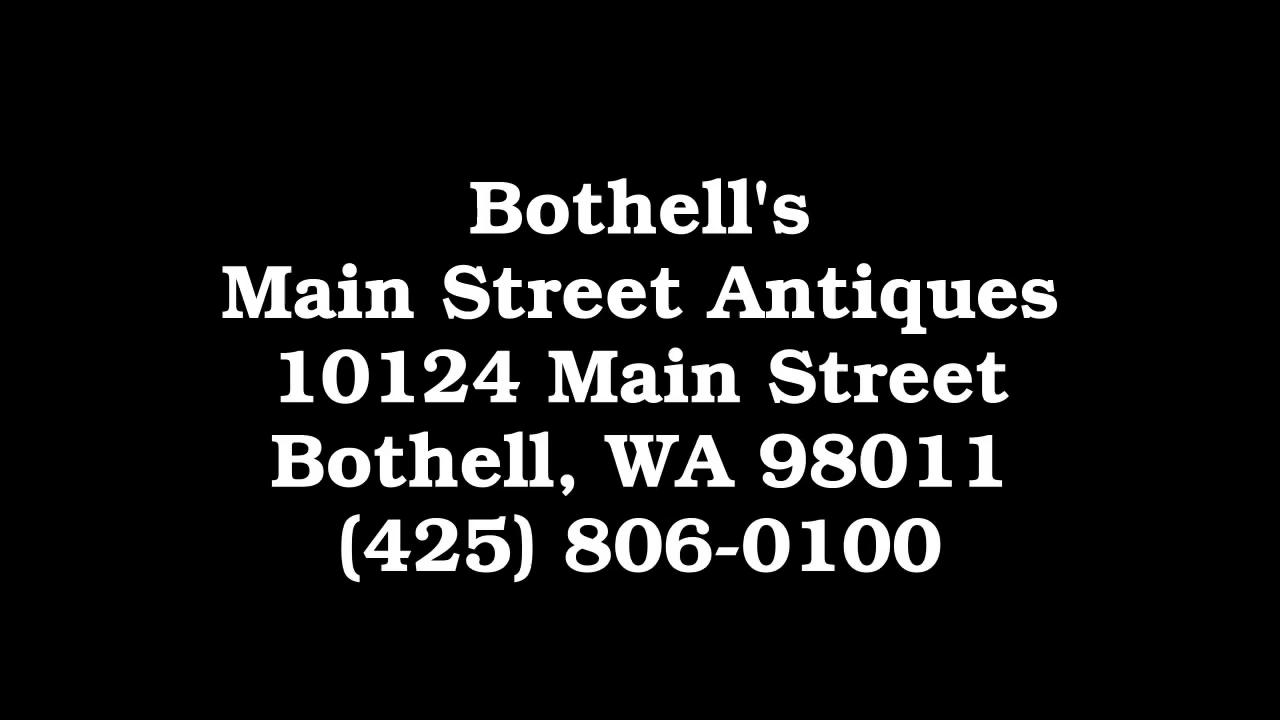 Bothell's
Main Street Antiques
10124 Main Street
Bothell, WA 98011
(425) 806-0100